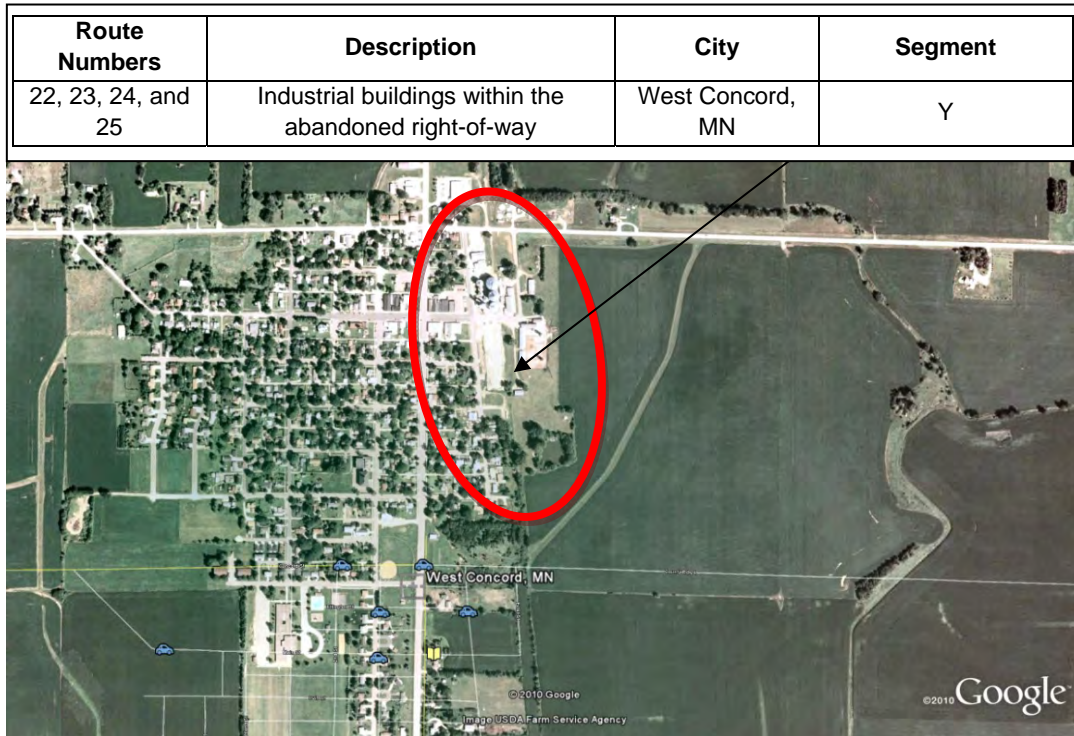 Route Numbers Description City Segment
22, 23, 24, and 25 Industrial buildings within the abandoned right-of-way West Concord, MN Y
West Concord, MN
© 2010 Google
Image USDA Farm Service Agency
©2010 Google